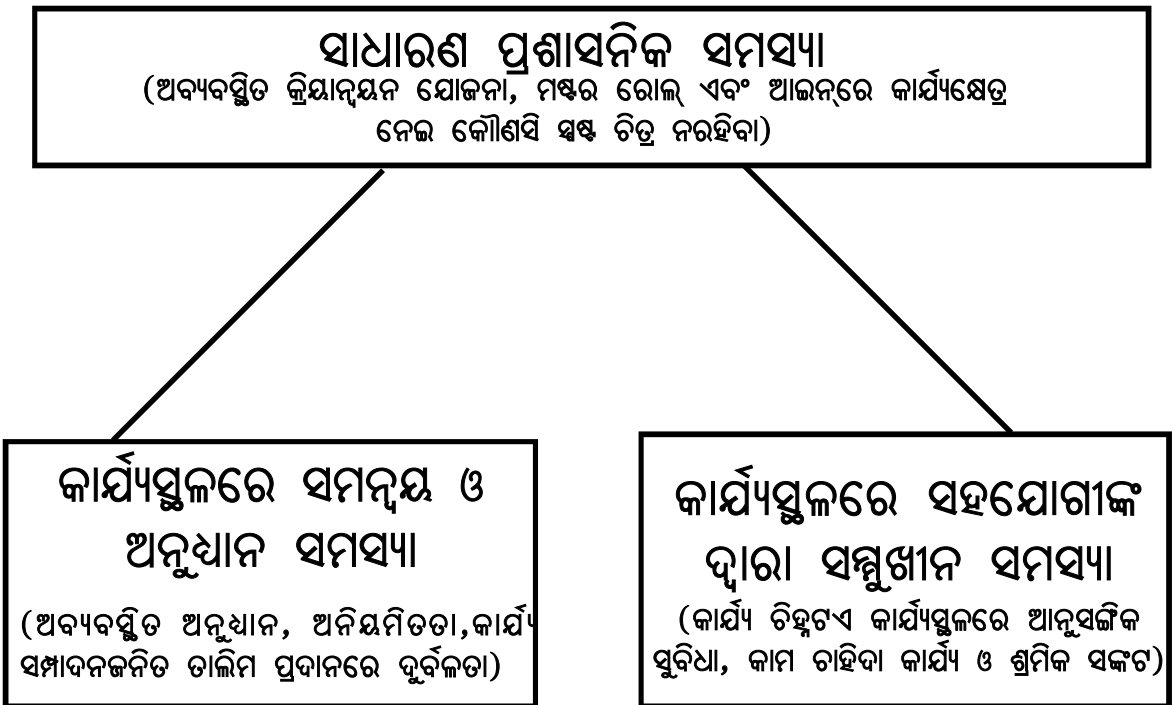 ସାଧାରଣ ପ୍ରଶାସନିକ ସମସ୍ୟା
(ଅବ୍ୟବସ୍ଥିତ କ୍ରିୟାନ୍ୱୟନ ଯୋଜନା, ମଷ୍ଟର ରୋଲ୍ ଏବଂ ଆଇନ୍‌ରେ କାର୍ଯ୍ୟକ୍ଷେତ୍ର
ନେଇ କୌଣସି ସ୍ପଷ୍ଟ ଚିତ୍ର ନରହିବା)
କାର୍ଯ୍ୟସ୍ଥଳରେ ସମନ୍ୱୟ ଓ
ଅନୁଧ୍ୟାନ ସମସ୍ୟା
(ଅବ୍ୟବସ୍ଥିତ ଅନୁଧ୍ୟାନ, ଅନିୟମିତତା,କାର୍ଯ୍ୟ
ସମ୍ପାଦନଜନିତ ତାଲିମ ପ୍ରଦାନରେ ଦୁର୍ବଳତା)
କାର୍ଯ୍ୟସ୍ଥଳରେ ସହଯୋଗୀଙ୍କ
ଦ୍ୱାରା ସମ୍ମୁଖୀନ ସମସ୍ୟା
(କାର୍ଯ୍ୟ ଚିହ୍ନଟଏ କାର୍ଯ୍ୟସ୍ଥଳରେ ଆନୁସଙ୍ଗିକ
ସୁବିଧା, କାମ ଚାହିଦା କାର୍ଯ୍ୟ ଓ ଶ୍ରମିକ ସଙ୍କଟ)